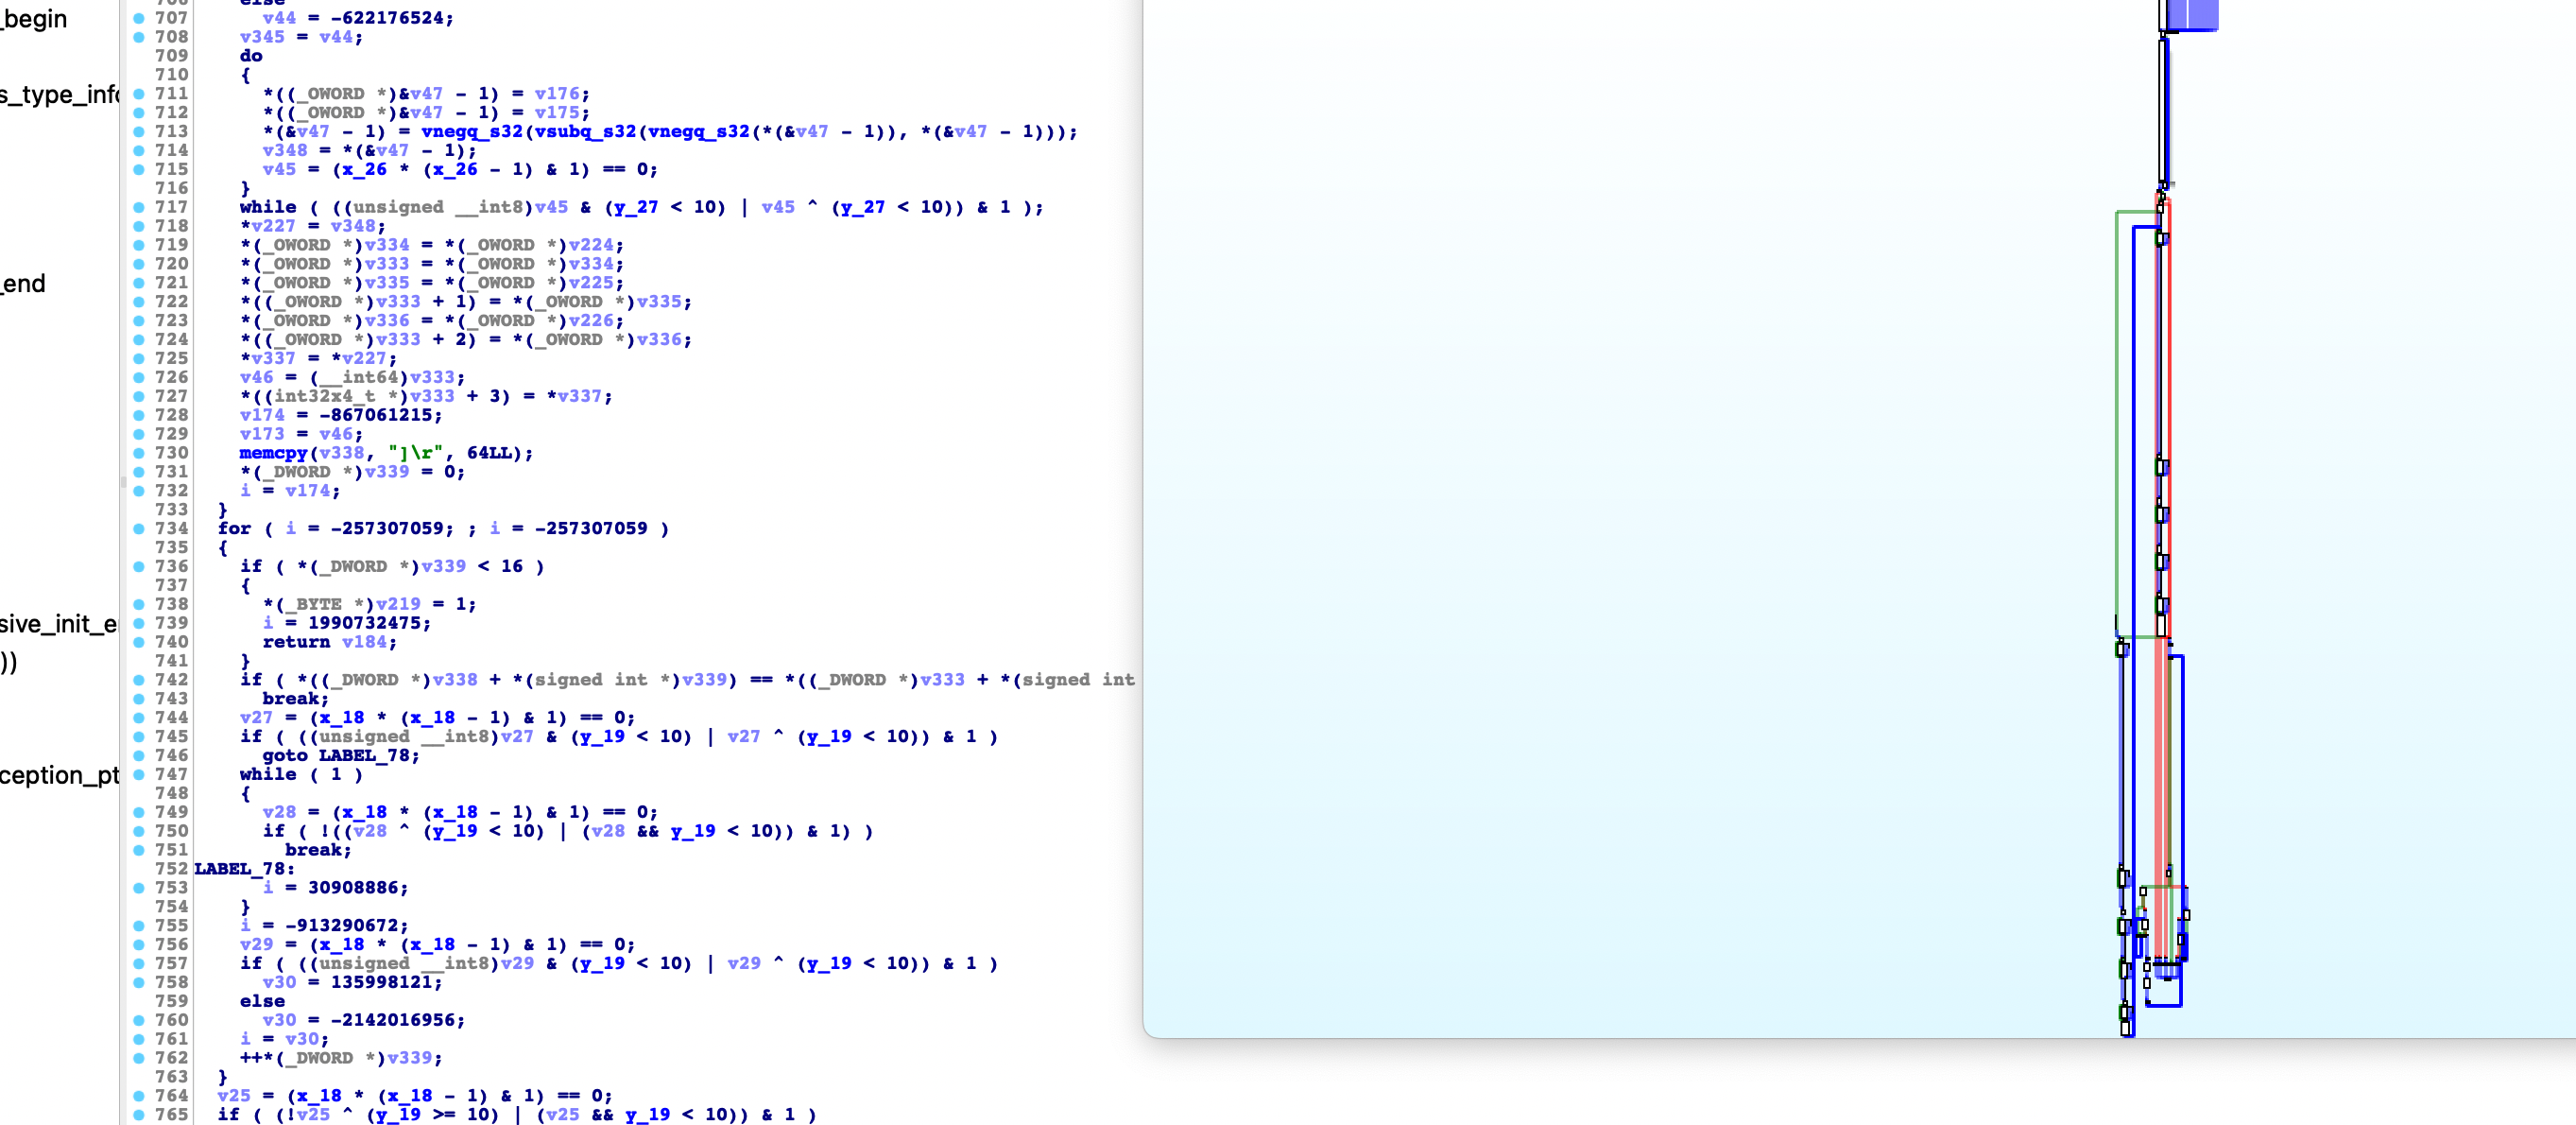 _begin
s_type_info
_end
sive_init_e
))
ception_pt
706 else
707 v44 = -622176524;
708 v345 = v44;
709 do
710 {
711 *((_OWORD *)&v47 - 1) = v176;
712 *((_OWORD *)&v47 - 1) = v175;
713 *(&v47 - 1) = vnegq_s32(vsubq_s32(vnegq_s32(*(&v47 - 1)), *(&v47 - 1)));
714 v348 = *(&v47 - 1);
715 v45 = (x_26 * (x_26 - 1) & 1) == 0;
716 }
717 while ( ((unsigned __int8)v45 & (y_27 < 10) | v45 ^ (y_27 < 10)) & 1 );
718 *v227 = v348;
719 *(_OWORD *)v334 = *(_OWORD *)v224;
720 *(_OWORD *)v333 = *(_OWORD *)v334;
721 *(_OWORD *)v335 = *(_OWORD *)v225;
722 *((_OWORD *)v333 + 1) = *(_OWORD *)v335;
723 *(_OWORD *)v336 = *(_OWORD *)v226;
724 *((_OWORD *)v333 + 2) = *(_OWORD *)v336;
725 *v337 = *v227;
726 v46 = (__int64)v333;
727 *((int32x4_t *)v333 + 3) = *v337;
728 v174 = -867061215;
729 v173 = v46;
730 memcpy(v338, "]\r", 64LL);
731 *(_DWORD *)v339 = 0;
732 i = v174;
733 }
734 for ( i = -257307059; ; i = -257307059 )
735 {
736 if ( *(_DWORD *)v339 < 16 )
737 {
738 *(_BYTE *)v219 = 1;
739 i = 1990732475;
740 return v184;
741 }
742 if ( *((_DWORD *)v338 + *(signed int *)v339) == *((_DWORD *)v333 + *(signed int
743 break;
744 v27 = (x_18 * (x_18 - 1) & 1) == 0;
745 if ( ((unsigned __int8)v27 & (y_19 < 10) | v27 ^ (y_19 < 10)) & 1 )
746 goto LABEL_78;
747 while ( 1 )
748 {
749 v28 = (x_18 * (x_18 - 1) & 1) == 0;
750 if ( !((v28 ^ (y_19 < 10) | (v28 && y_19 < 10)) & 1) )
751 break;
752 LABEL_78:
753 i = 30908886;
754 }
755 i = -913290672;
756 v29 = (x_18 * (x_18 - 1) & 1) == 0;
757 if ( ((unsigned __int8)v29 & (y_19 < 10) | v29 ^ (y_19 < 10)) & 1 )
758 v30 = 135998121;
759 else
760 v30 = -2142016956;
761 i = v30;
762 ++*(_DWORD *)v339;
763 }
764 v25 = (x_18 * (x_18 - 1) & 1) == 0;
765 if ( (!v25 ^ (y_19 >= 10) | (v25 && y_19 < 10)) & 1 )